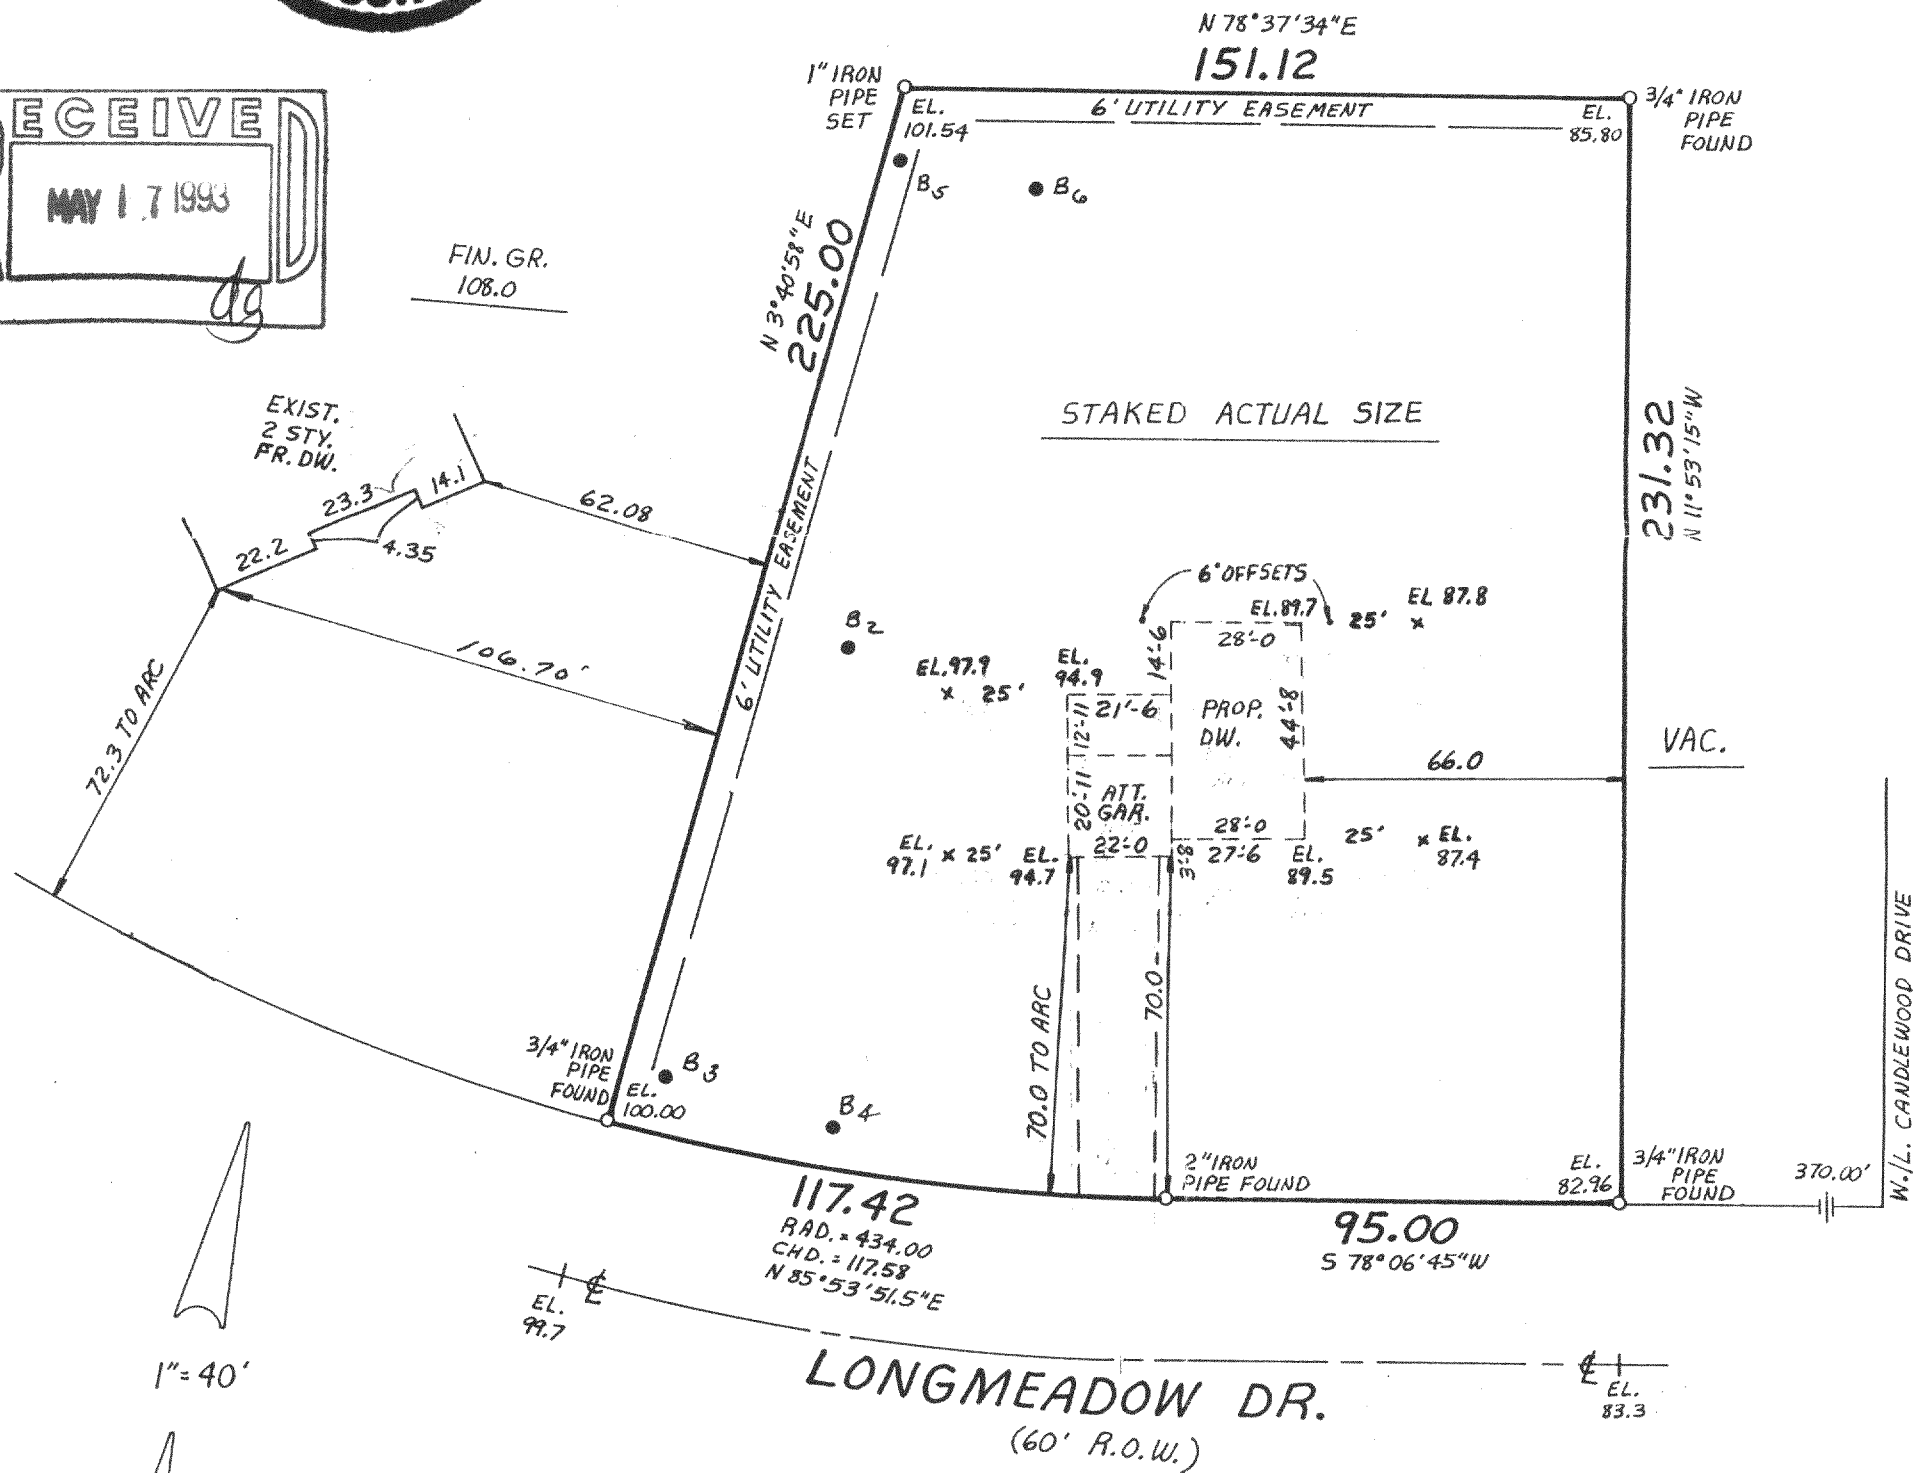 N 78°37'34"E
151.12
1" IRON
PIPE
SET
EL.
101.54
6' UTILITY EASEMENT
EL.
85.80
3/4" IRON
PIPE
FOUND
ECEIVE
D
MAY 17 1993
dg
B5
B6
FIN. GR.
108.0
N 3°40'58"E
225.00
STAKED ACTUAL SIZE
231.32
N 11°53'15"W
EXIST.
2 STY.
FR. DW.
23.3
14.1
22.2
4.35
62.08
106.70'
72.3 TO ARC
6' UTILITY EASEMENT
B2
6' OFFSETS
EL. 89.7
25'
EL 87.8
x
28'-0
14'-6
EL. 97.9
x 25'
EL.
94.9
21'-6
12'-11
PROP.
DW.
44'-8
VAC.
66.0
20'-11
ATT.
GAR.
22'-0
28'-0
27'-6
3'-8
EL.
97.1
x 25'
EL.
94.7
EL.
89.5
25'
x EL.
87.4
70.0 TO ARC
70.0
W./L. CANDLEWOOD DRIVE
3/4" IRON
PIPE
FOUND
EL.
100.00
B3
B4
2" IRON
PIPE FOUND
EL.
82.96
3/4" IRON
PIPE
FOUND
370.00'
117.42
RAD. = 434.00
CHD. = 117.58
N 85°53'51.5"E
95.00
S 78°06'45"W
℄
EL.
99.7
1"=40'
LONGMEADOW DR.
(60' R.O.W.)
℄
EL.
83.3